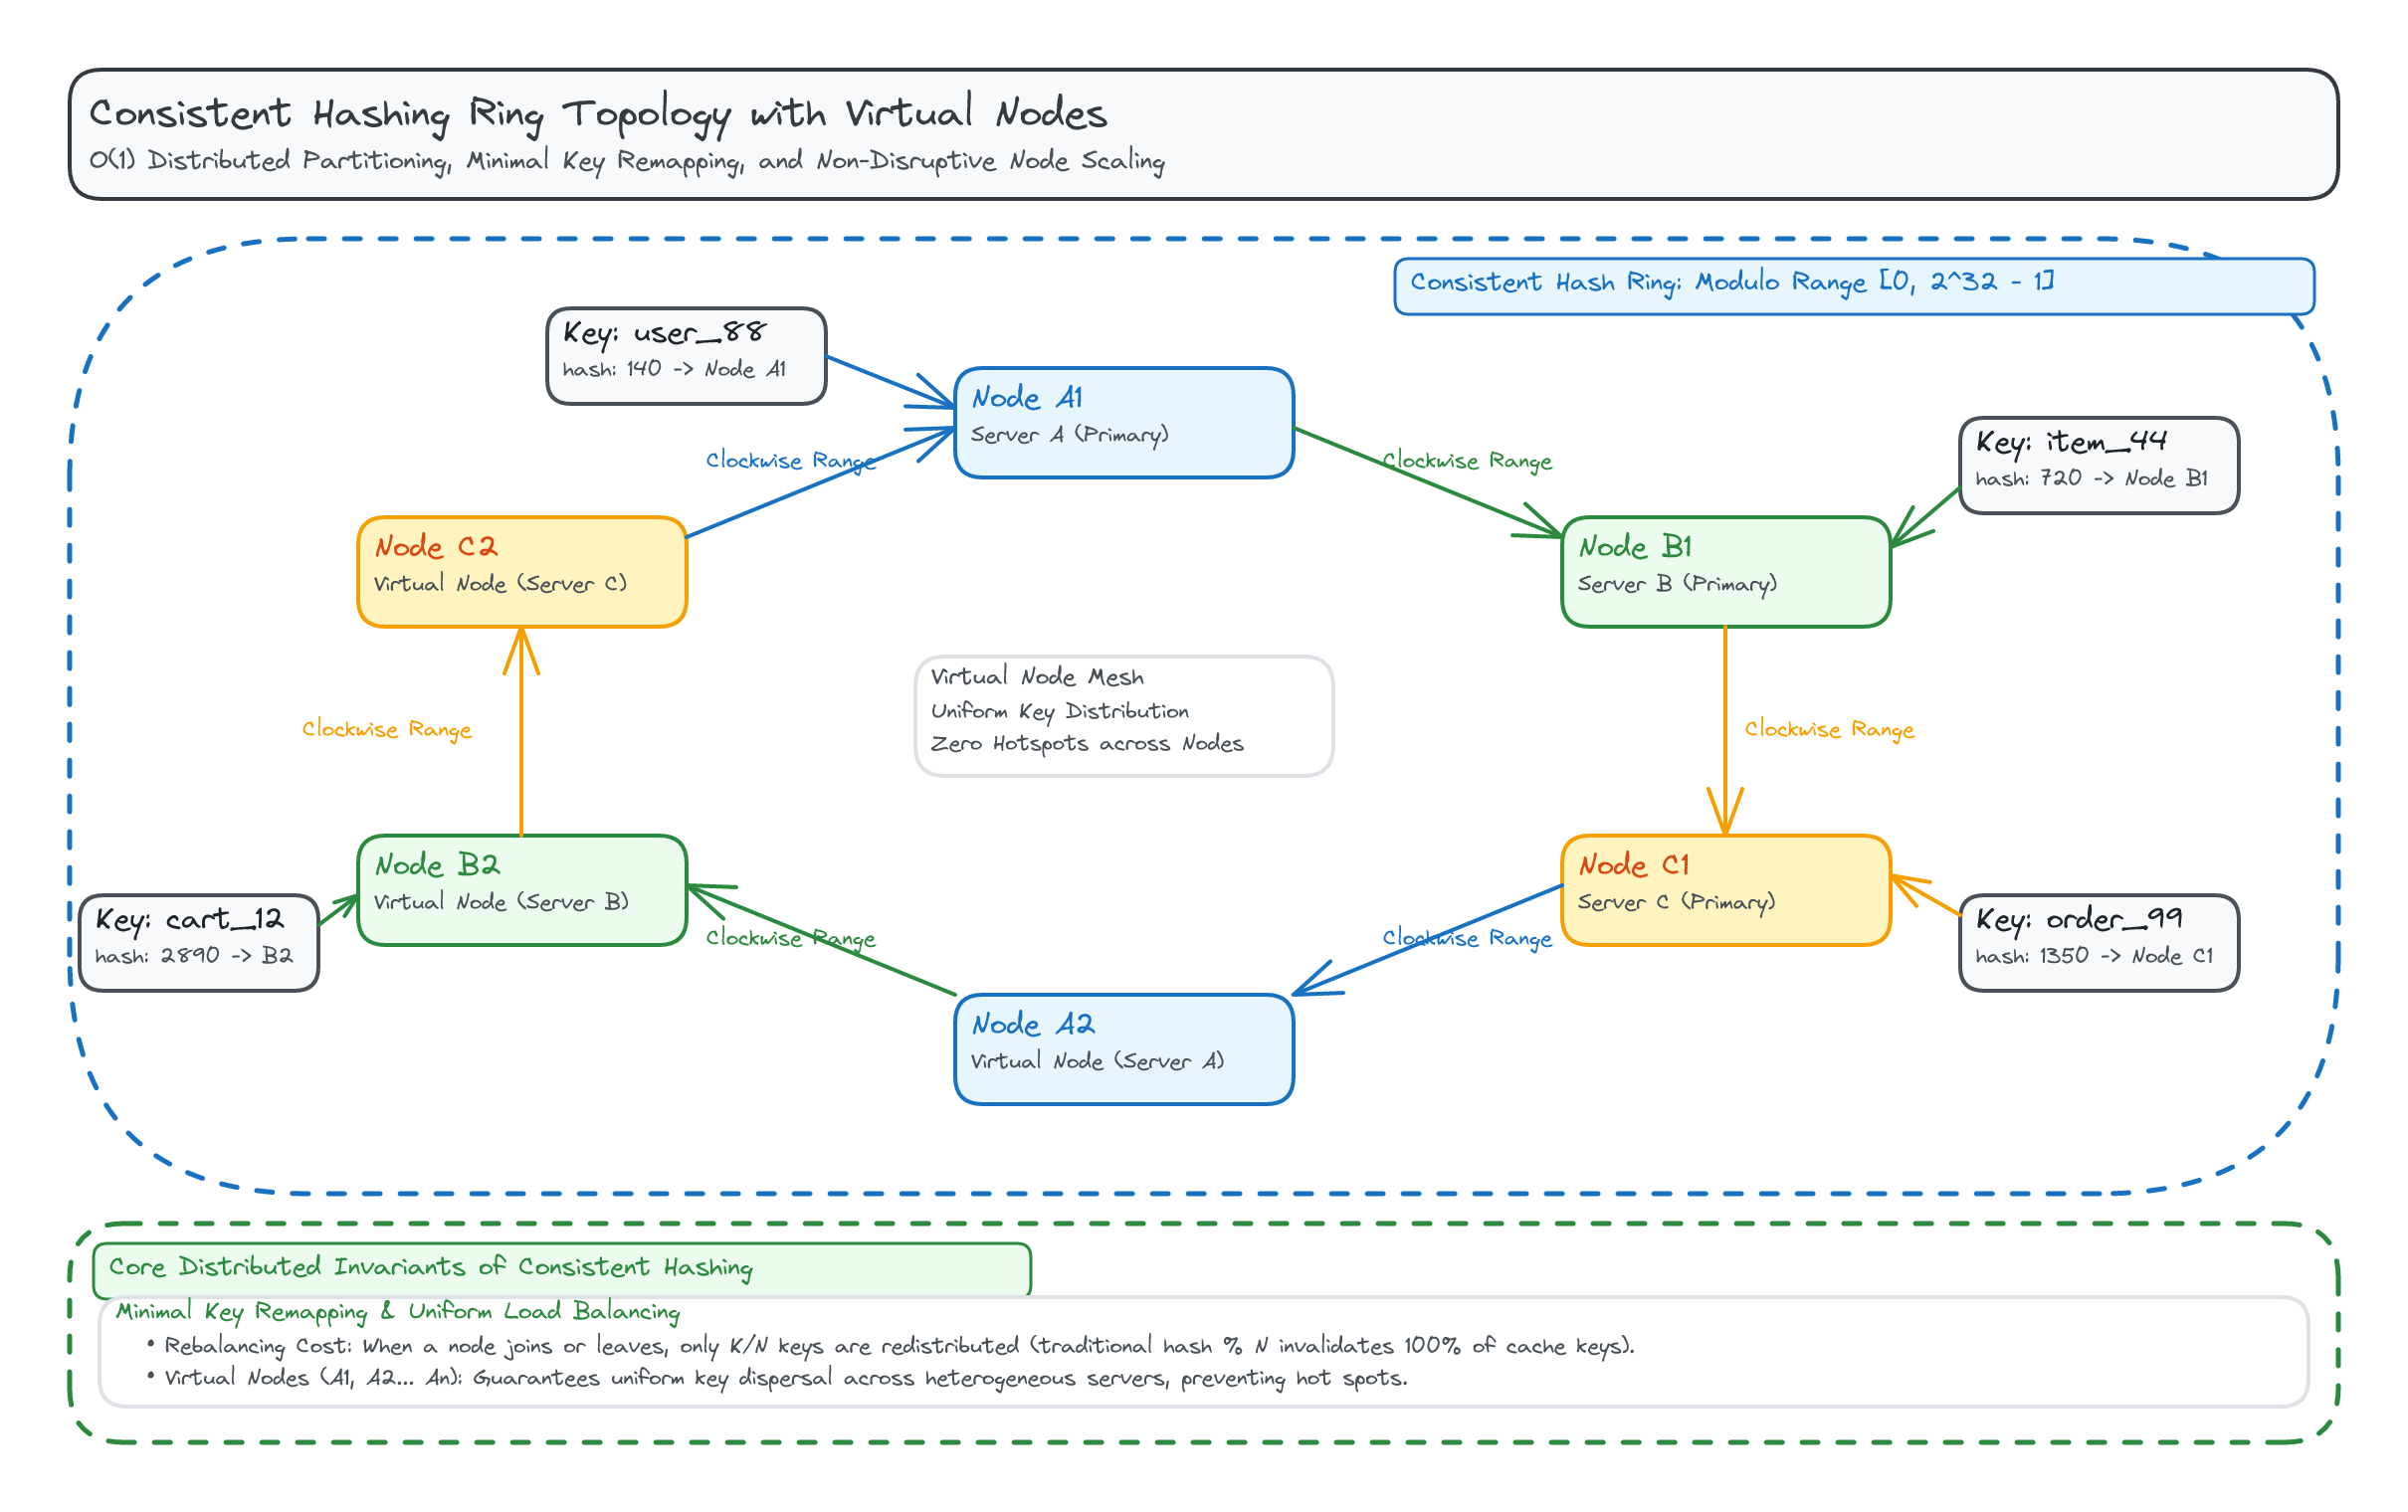 Consistent Hashing Ring Topology with Virtual Nodes
O(1) Distributed Partitioning, Minimal Key Remapping, and Non-Disruptive Node Scaling
Consistent Hash Ring: Modulo Range [0, 2^32 - 1]
Key: user_88
hash: 140 -> Node A1
Node A1
Server A (Primary)
Key: item_44
hash: 720 -> Node B1
Clockwise Range
Clockwise Range
Node C2
Virtual Node (Server C)
Node B1
Server B (Primary)
Virtual Node Mesh
Uniform Key Distribution
Zero Hotspots across Nodes
Clockwise Range
Clockwise Range
Node B2
Virtual Node (Server B)
Node C1
Server C (Primary)
Key: cart_12
hash: 2890 -> B2
Key: order_99
hash: 1350 -> Node C1
Clockwise Range
Clockwise Range
Node A2
Virtual Node (Server A)
Core Distributed Invariants of Consistent Hashing
Minimal Key Remapping & Uniform Load Balancing
• Rebalancing Cost: When a node joins or leaves, only K/N keys are redistributed (traditional hash % N invalidates 100% of cache keys).
• Virtual Nodes (A1, A2... An): Guarantees uniform key dispersal across heterogeneous servers, preventing hot spots.